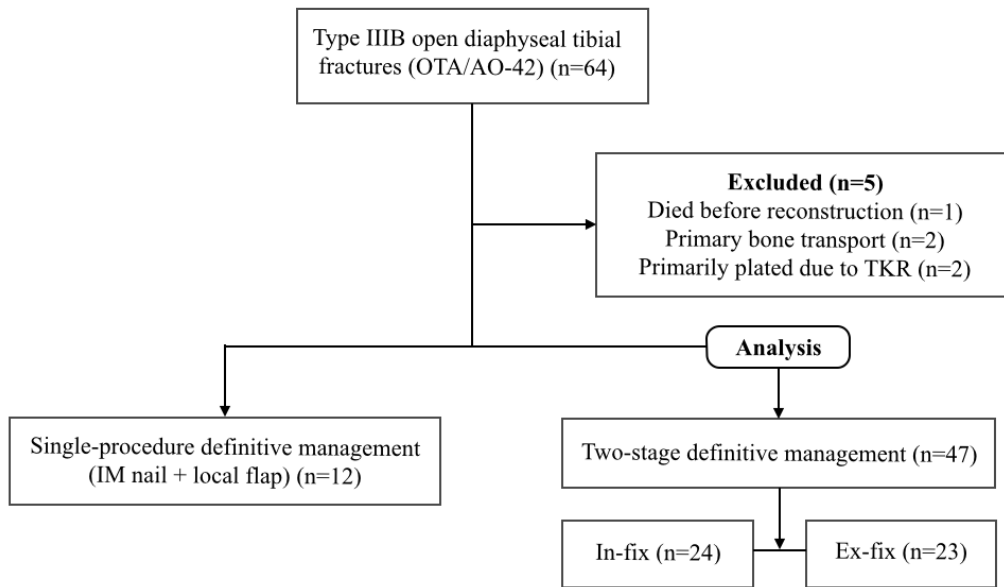 Type IIIB open diaphyseal tibial
fractures (OTA/AO-42) (n=64)
Excluded (n=5)
Died before reconstruction (n=1)
Primary bone transport (n=2)
Primarily plated due to TKR (n=2)
Analysis
Single-procedure definitive management
(IM nail + local flap) (n=12)
Two-stage definitive management (n=47)
In-fix (n=24)
Ex-fix (n=23)